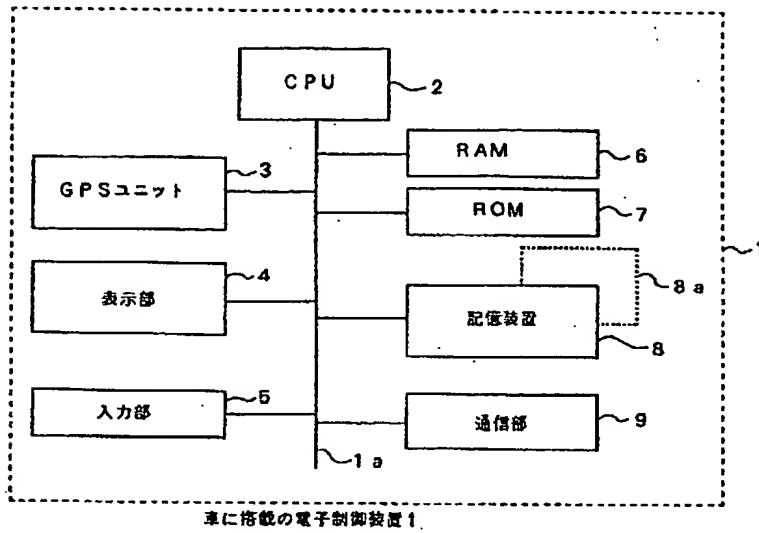 CPU
2
RAM
6
3
GPSユニット
ROM
7
1
4
8a
表示部
記憶装置
8
5
入力部
通信部
9
1a
車に搭載の電子制御装置1